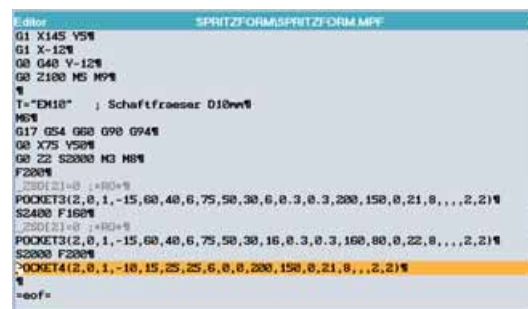 Editor SPRITZFORM\SPRITZFORM.MPF
G1 X145 Y5¶
G1 X-12¶
G0 G40 Y-12¶
G0 Z100 M5 M9¶
¶
T="EM10" ; Schaftfraeser D10mm¶
M6¶
G17 G54 G60 G90 G94¶
G0 X75 Y50¶
G0 Z2 S2000 M3 M8¶
F200¶
_ZSD[2]=0 ;*RO*¶
POCKET3(2,0,1,-15,60,40,6,75,50,30,6,0.3,0.3,200,150,0,21,8,,,,2,2)¶
S2400 F160¶
_ZSD[2]=0 ;*RO*¶
POCKET3(2,0,1,-15,60,40,6,75,50,30,16,0.3,0.3,160,80,0,22,8,,,,2,2)¶
S2000 F200¶
POCKET4(2,0,1,-10,15,25,25,6,0,0,200,150,0,21,8,,,2,2)¶
¶
=eof=